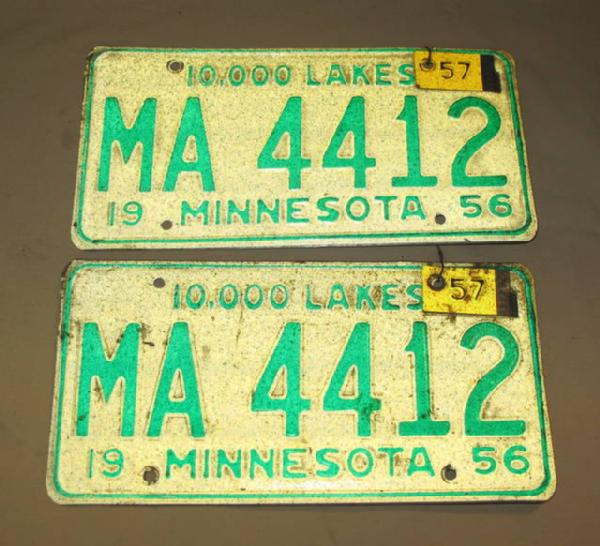 10,000 LAKES 57
MA 4412
19 MINNESOTA 56
10,000 LAKES 57
MA 4412
19 MINNESOTA 56